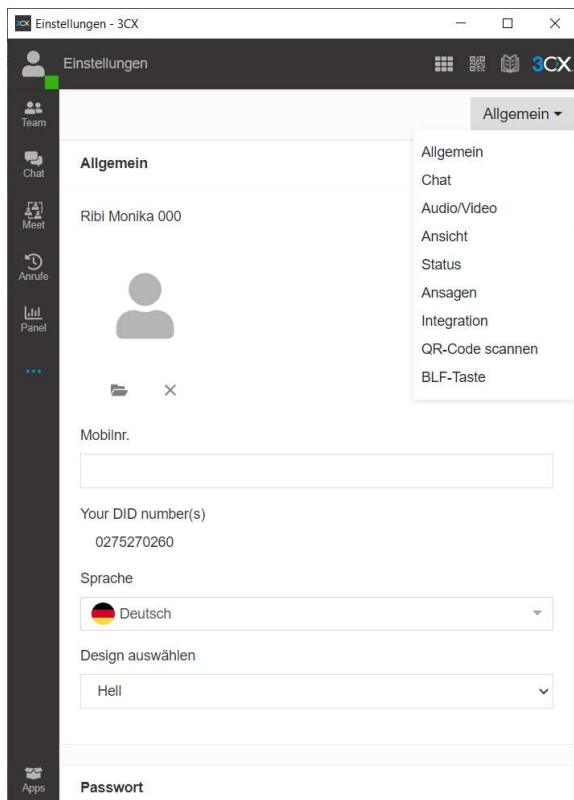 Einstellungen - 3CX
Einstellungen
3CX
Team
Chat
Meet
Anrufe
Panel
Apps
Allgemein
Allgemein
Chat
Audio/Video
Ansicht
Status
Ansagen
Integration
QR-Code scannen
BLF-Taste
Allgemein
Ribi Monika 000
Mobilnr.
Your DID number(s)
0275270260
Sprache
Deutsch
Design auswählen
Hell
Passwort